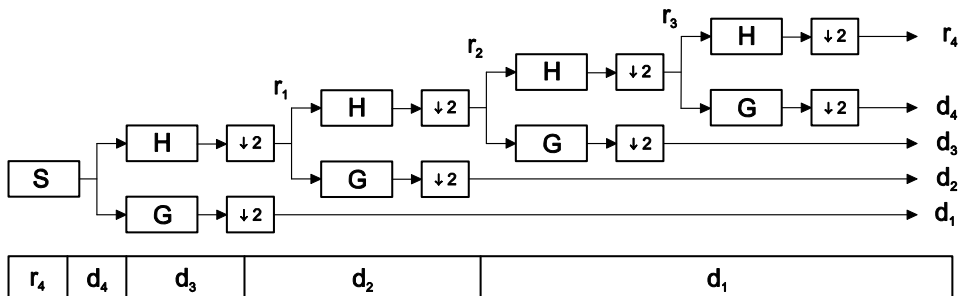 r₃ H ↓2 r₄
r₂ H ↓2 G ↓2 d₄
r₁ H ↓2 G ↓2 d₃
H ↓2 G ↓2 d₂
S
G ↓2 d₁
r₄ d₄ d₃ d₂ d₁